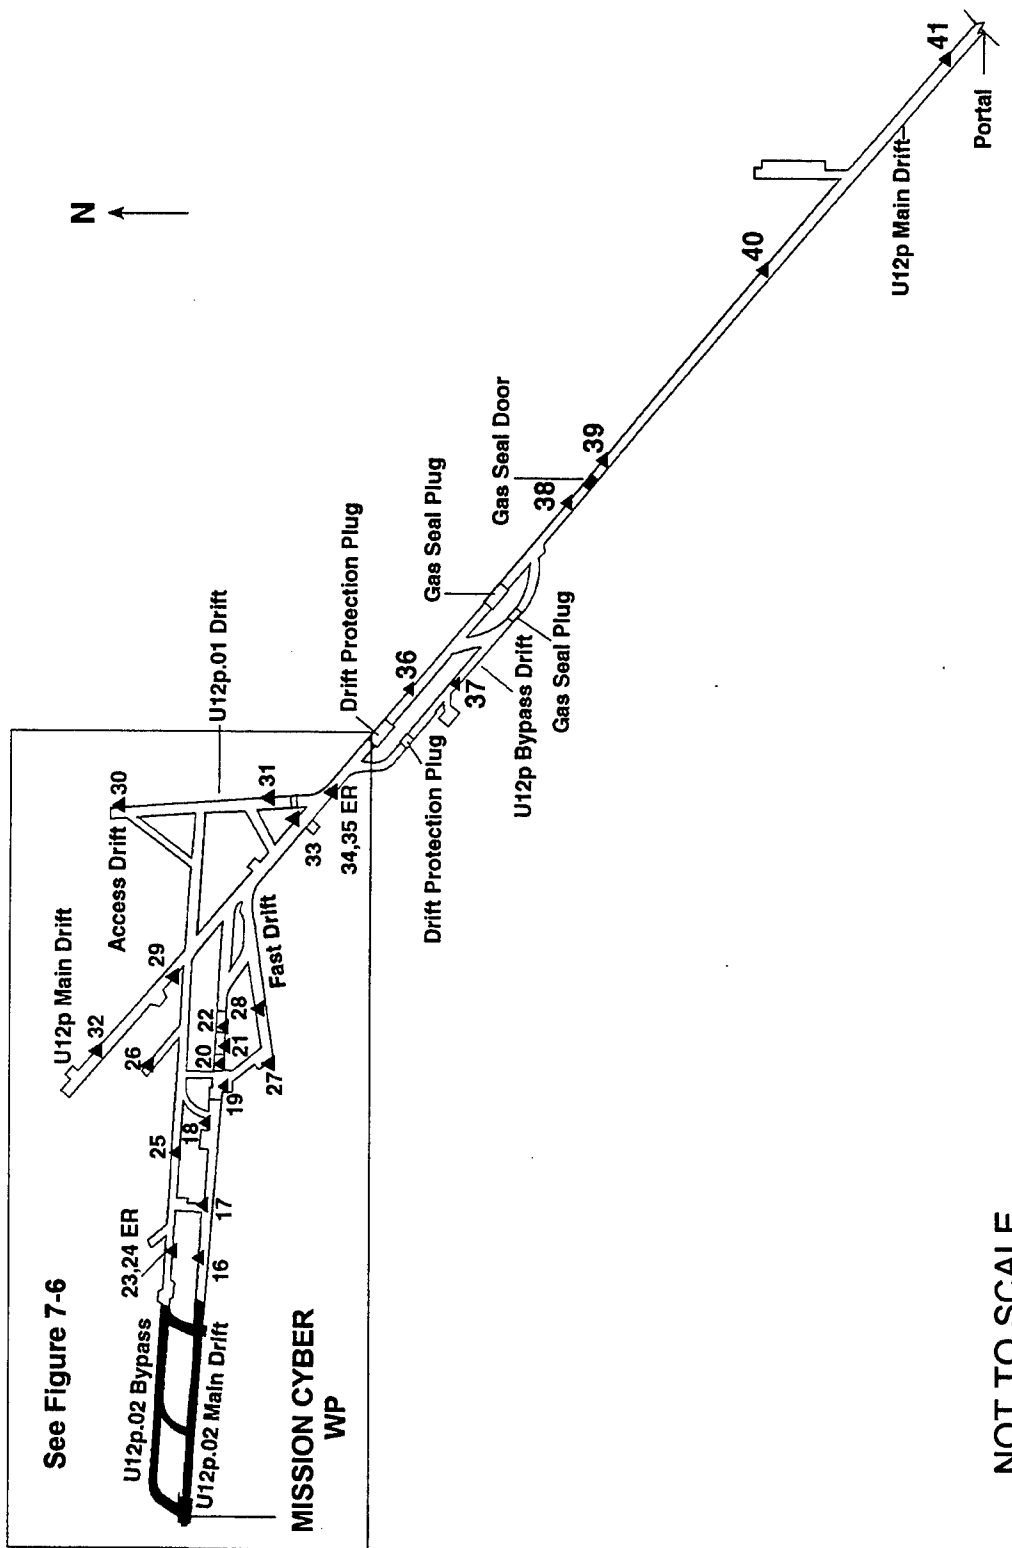 See Figure 7-6
U12p.02 Bypass
U12p.02 Main Drift
MISSION CYBER
WP
23,24 ER
16
17
25
18
19
20
21
22
26
27
28
U12p Main Drift
32
29
Access Drift
30
Fast Drift
31
U12p.01 Drift
33
34,35 ER
Drift Protection Plug
36
Drift Protection Plug
37
U12p Bypass Drift
Gas Seal Plug
Gas Seal Plug
Gas Seal Door
38
39
N
40
U12p Main Drift
41
Portal
NOT TO SCALE